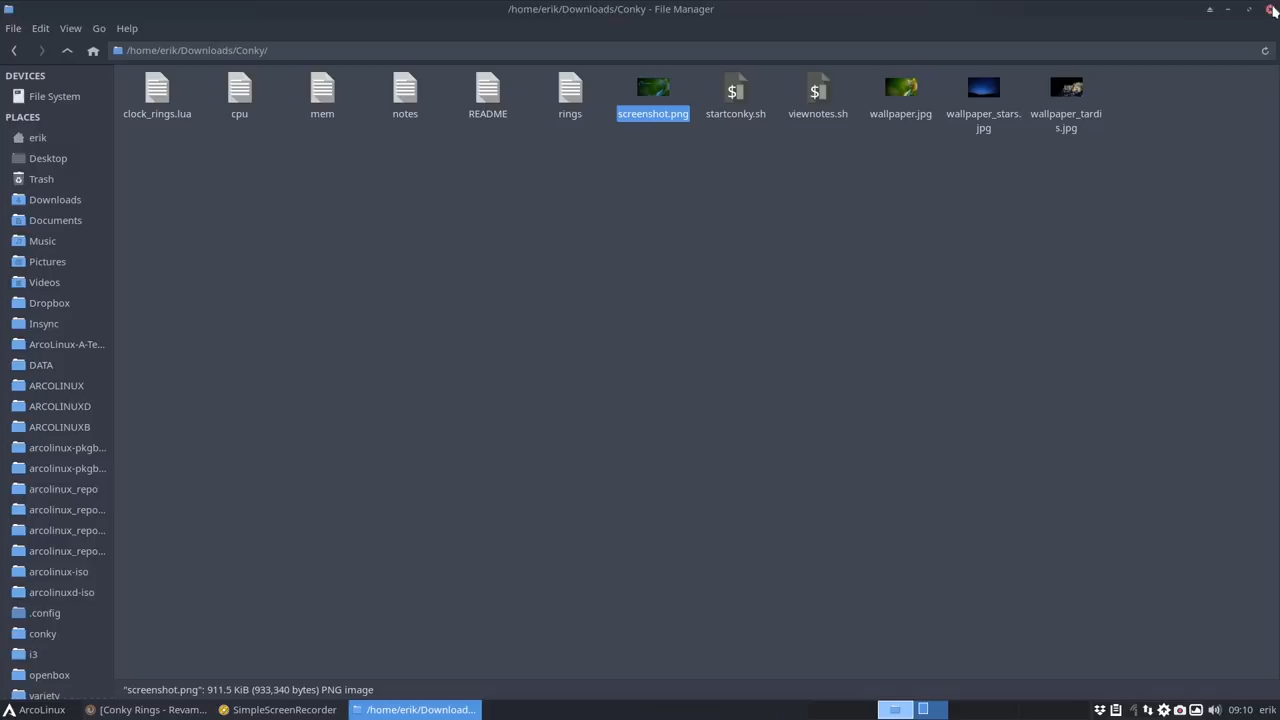 /home/erik/Downloads/Conky - File Manager
File Edit View Go Help
/home/erik/Downloads/Conky/
DEVICES
File System
PLACES
erik
Desktop
Trash
Downloads
Documents
Music
Pictures
Videos
Dropbox
Insync
ArcoLinux-A-Te...
DATA
ARCOLINUX
ARCOLINUXD
ARCOLINUXB
arcolinux-pkgb...
arcolinux-pkgb...
arcolinux_repo
arcolinux_repo...
arcolinux_repo...
arcolinux_repo...
arcolinux-iso
arcolinuxd-iso
.config
conky
i3
openbox
variety
clock_rings.lua
cpu
mem
notes
README
rings
screenshot.png
$
startconky.sh
$
viewnotes.sh
wallpaper.jpg
wallpaper_stars.
jpg
wallpaper_tardi
s.jpg
"screenshot.png": 911.5 KiB (933,340 bytes) PNG image
ArcoLinux
[Conky Rings - Revam...
SimpleScreenRecorder
/home/erik/Download...
09:10 erik